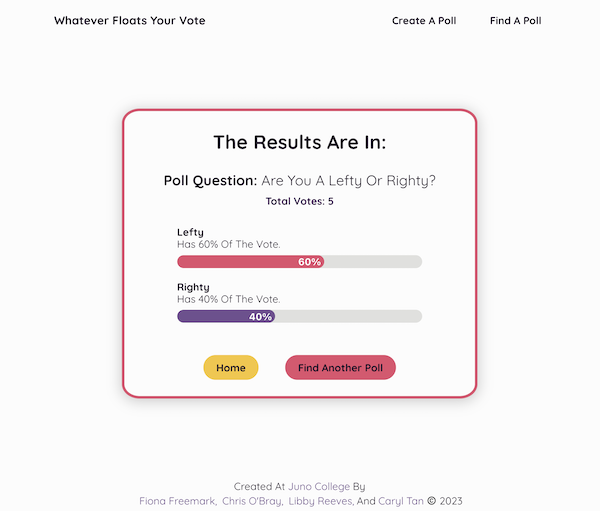 Whatever Floats Your Vote
Create A Poll
Find A Poll
The Results Are In:
Poll Question: Are You A Lefty Or Righty?
Total Votes: 5
Lefty
Has 60% Of The Vote.
60%
Righty
Has 40% Of The Vote.
40%
Home
Find Another Poll
Created At Juno College By
Fiona Freemark, Chris O'Bray, Libby Reeves, And Caryl Tan © 2023